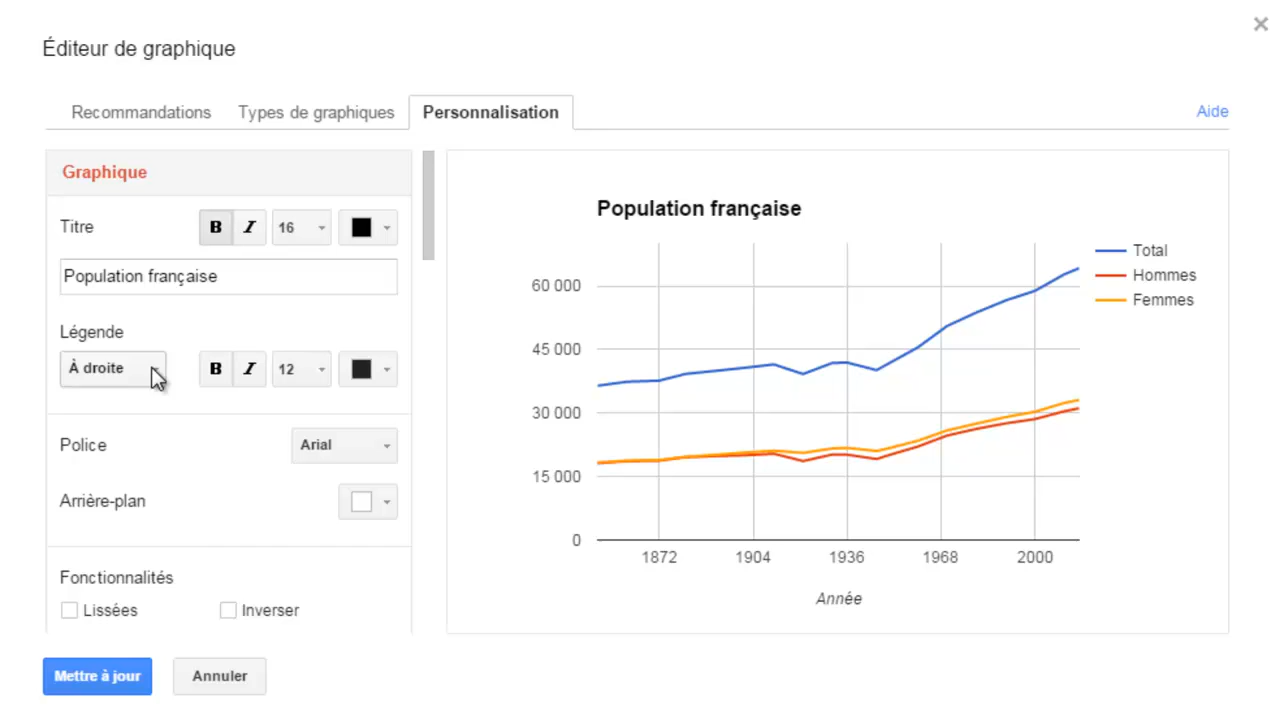 Éditeur de graphique
Recommandations Types de graphiques Personnalisation Aide
Graphique
Titre B I 16
Population française
Légende
À droite B I 12
Police Arial
Arrière-plan
Fonctionnalités
Lissées Inverser
Population française
60 000
45 000
30 000
15 000
0
1872 1904 1936 1968 2000
Année
Total
Hommes
Femmes
Mettre à jour Annuler